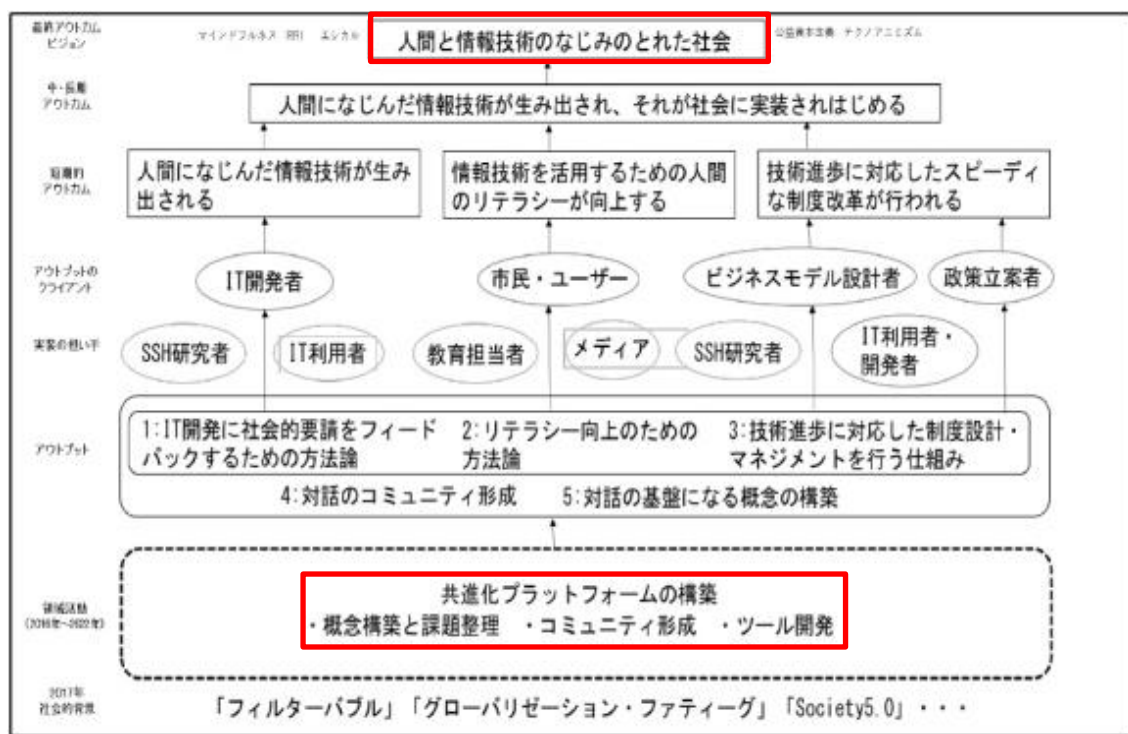 最終アウトカム
ビジョン
マインドフルネス RRI エシカル
人間と情報技術のなじみのとれた社会
公益資本主義 テクノアニミズム
中・長期
アウトカム
人間になじんだ情報技術が生み出され、それが社会に実装されはじめる
短期的
アウトカム
人間になじんだ情報技術が生み
出される
情報技術を活用するための人間
のリテラシーが向上する
技術進歩に対応したスピーディ
な制度改革が行われる
アウトプットの
クライアント
IT開発者
市民・ユーザー
ビジネスモデル設計者
政策立案者
実装の担い手
SSH研究者
IT利用者
教育担当者
メディア
SSH研究者
IT利用者・
開発者
アウトプット
1:IT開発に社会的要請をフィード
バックするための方法論
2:リテラシー向上のための
方法論
3:技術進歩に対応した制度設計・
マネジメントを行う仕組み
4:対話のコミュニティ形成
5:対話の基盤になる概念の構築
領域活動
(2016年~2022年)
共進化プラットフォームの構築
・概念構築と課題整理 ・コミュニティ形成 ・ツール開発
2017年
社会的背景
「フィルターバブル」「グローバリゼーション・ファティーグ」「Society5.0」・・・